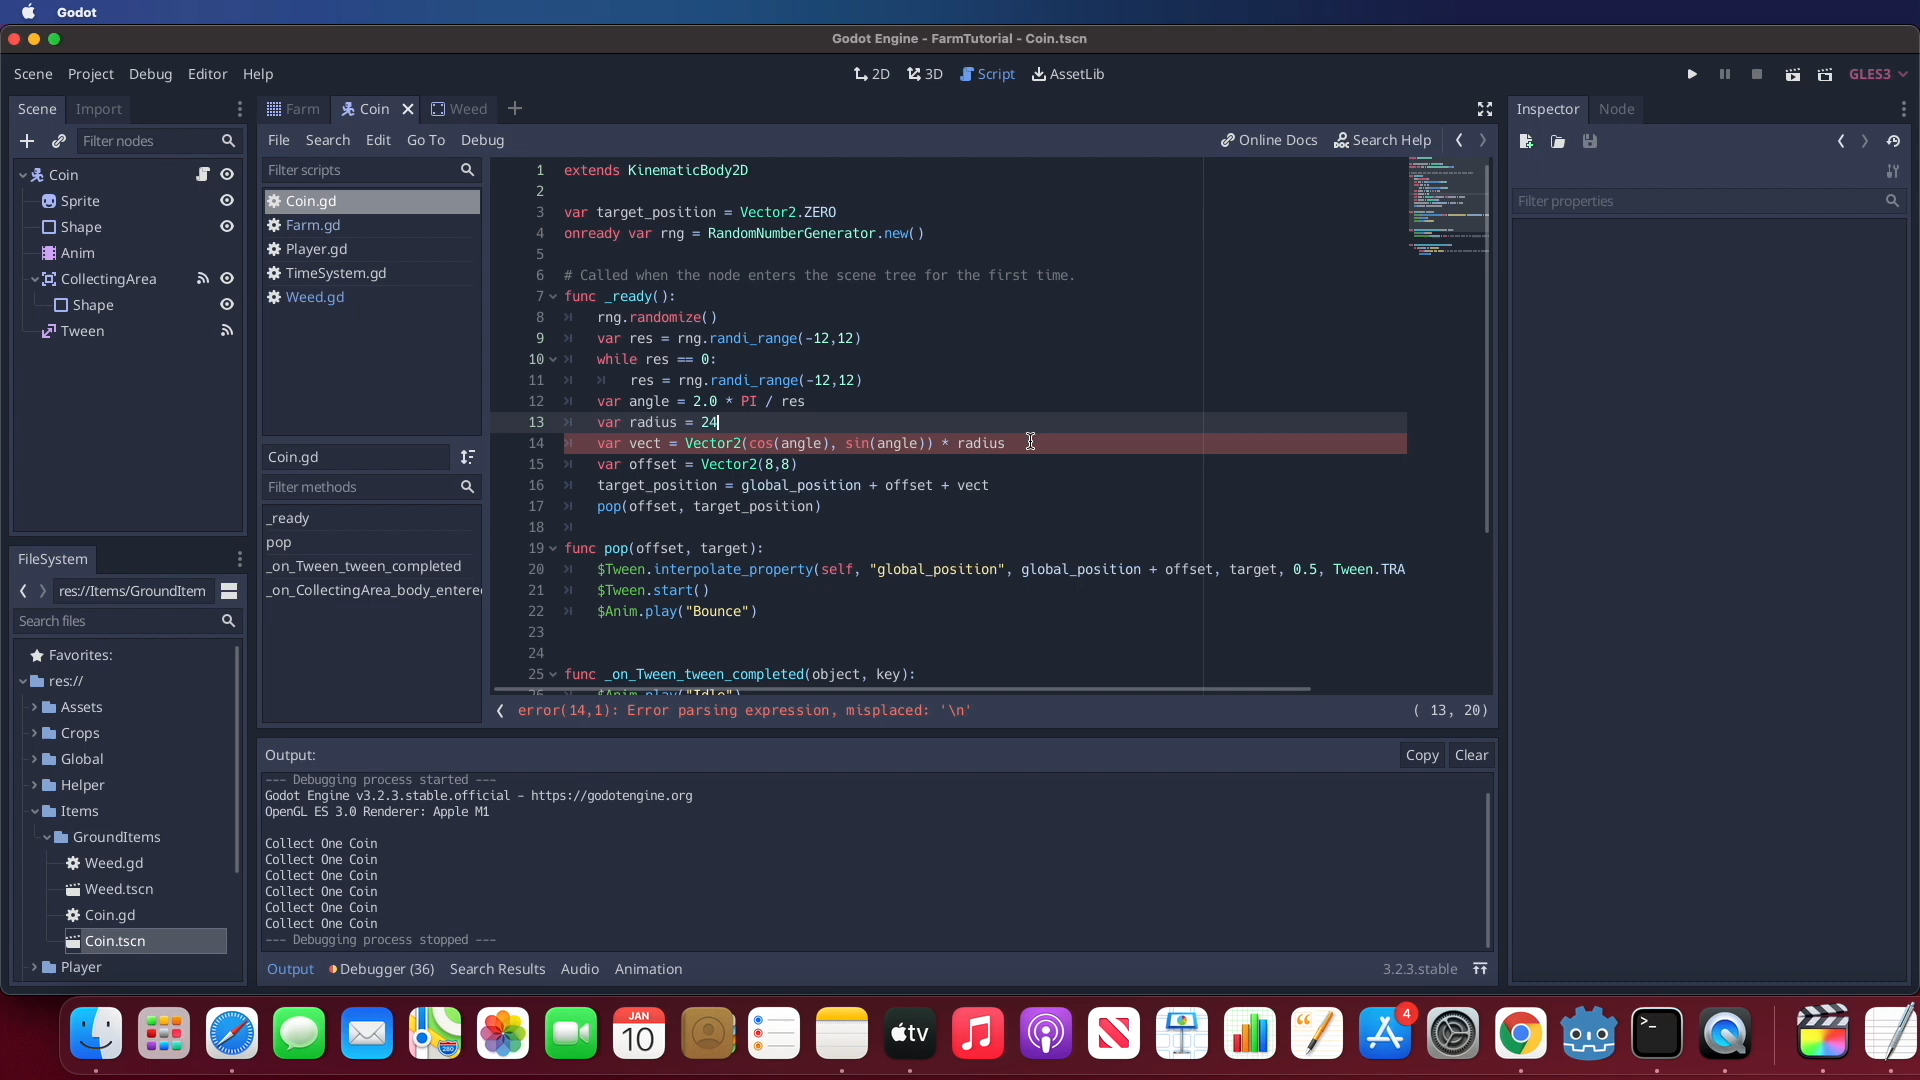 Godot
Godot Engine - FarmTutorial - Coin.tscn
Scene Project Debug Editor Help
2D 3D Script AssetLib
GLES3
Scene Import
Farm Coin Weed
Inspector Node
Filter nodes
File Search Edit Go To Debug
Online Docs Search Help
Coin
Sprite
Shape
Anim
CollectingArea
Shape
Tween
Filter scripts
Coin.gd
Farm.gd
Player.gd
TimeSystem.gd
Weed.gd
Coin.gd
Filter methods
_ready
pop
_on_Tween_tween_completed
_on_CollectingArea_body_entere
1 extends KinematicBody2D
2
3 var target_position = Vector2.ZERO
4 onready var rng = RandomNumberGenerator.new()
5
6 # Called when the node enters the scene tree for the first time.
7 func _ready():
8 rng.randomize()
9 var res = rng.randi_range(-12,12)
10 while res == 0:
11 res = rng.randi_range(-12,12)
12 var angle = 2.0 * PI / res
13 var radius = 24
14 var vect = Vector2(cos(angle), sin(angle)) * radius
15 var offset = Vector2(8,8)
16 target_position = global_position + offset + vect
17 pop(offset, target_position)
18
19 func pop(offset, target):
20 $Tween.interpolate_property(self, "global_position", global_position + offset, target, 0.5, Tween.TRA
21 $Tween.start()
22 $Anim.play("Bounce")
23
24
25 func _on_Tween_tween_completed(object, key):
26 $Anim.play("Idle")
error(14,1): Error parsing expression, misplaced: '\n'
( 13, 20)
Filter properties
FileSystem
res://Items/GroundItem
Search files
Favorites:
res://
Assets
Crops
Global
Helper
Items
GroundItems
Weed.gd
Weed.tscn
Coin.gd
Coin.tscn
Player
Output:
Copy Clear
--- Debugging process started ---
Godot Engine v3.2.3.stable.official - https://godotengine.org
OpenGL ES 3.0 Renderer: Apple M1
Collect One Coin
Collect One Coin
Collect One Coin
Collect One Coin
Collect One Coin
Collect One Coin
--- Debugging process stopped ---
Output Debugger (36) Search Results Audio Animation
3.2.3.stable
280
JAN
10
tv
4
>_